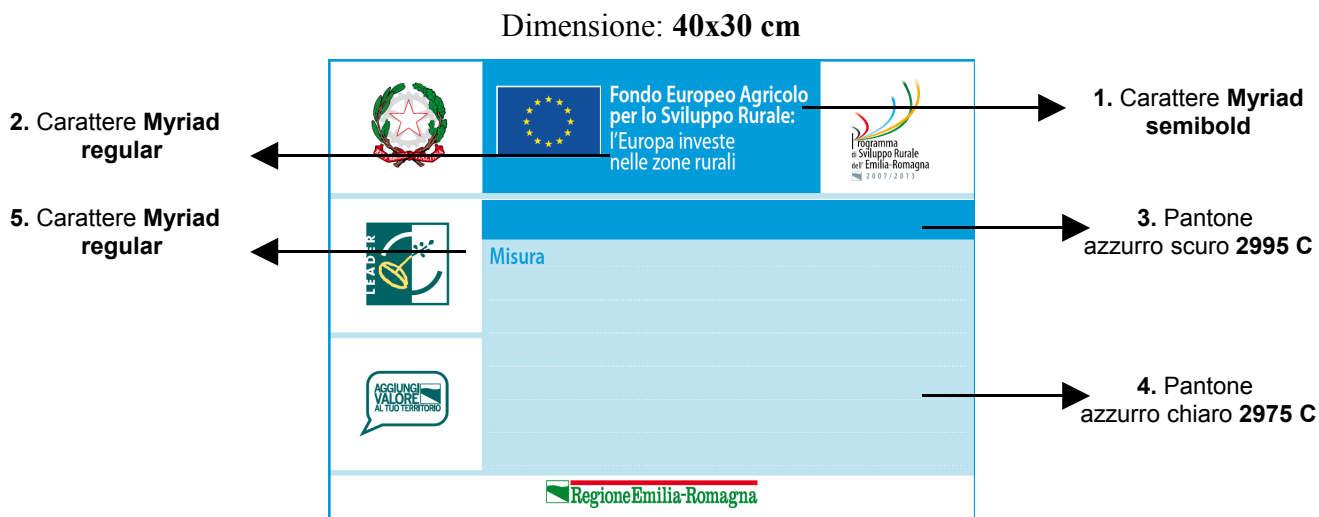 Dimensione: 40x30 cm
2. Carattere Myriad
regular
Fondo Europeo Agricolo
per lo Sviluppo Rurale:
l'Europa investe
nelle zone rurali
Programma
di Sviluppo Rurale
dell' Emilia-Romagna
2007/2013
1. Carattere Myriad
semibold
5. Carattere Myriad
regular
LEADER
Misura
3. Pantone
azzurro scuro 2995 C
AGGIUNGI
VALORE
AL TUO TERRITORIO
4. Pantone
azzurro chiaro 2975 C
RegioneEmilia-Romagna